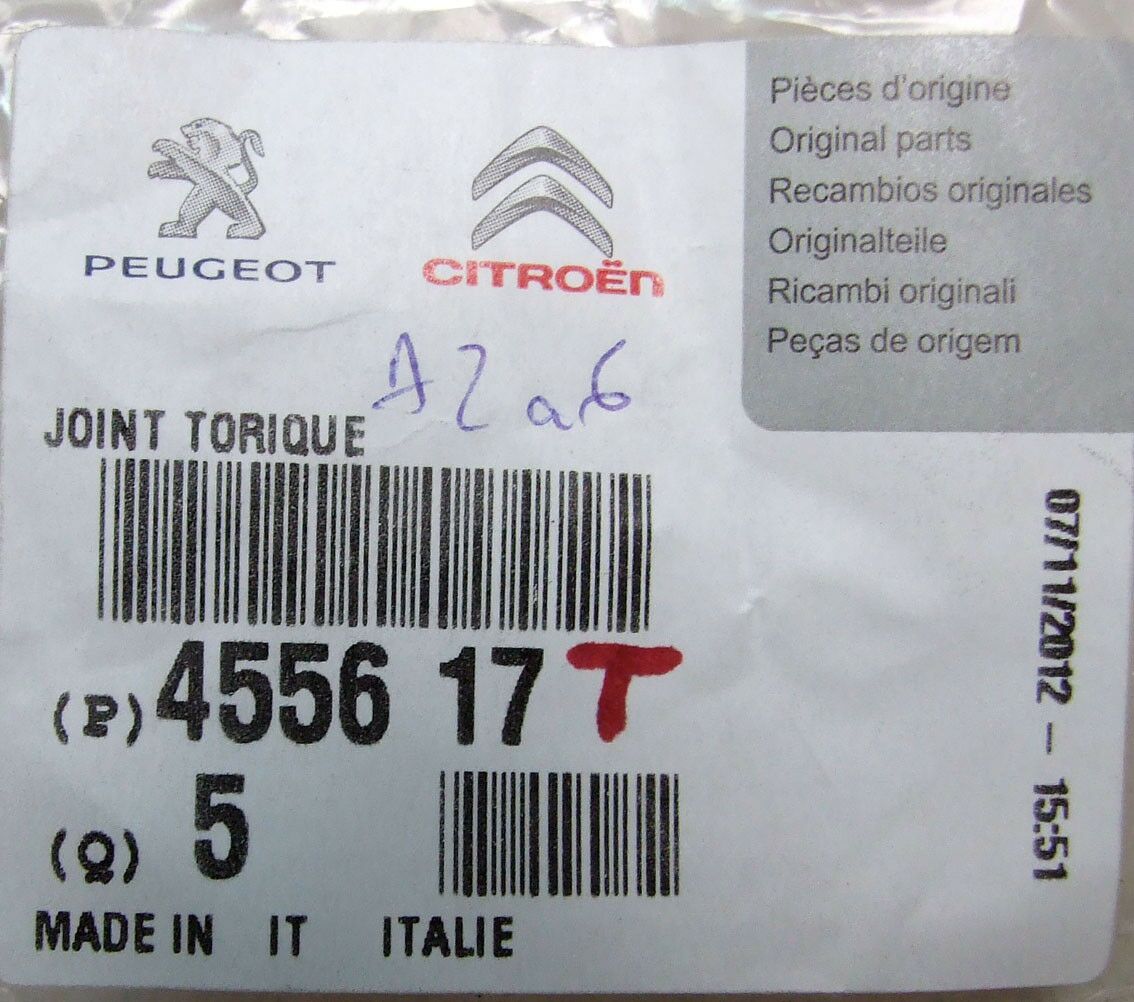 PEUGEOT
CITROËN
Pièces d'origine
Original parts
Recambios originales
Originalteile
Ricambi originali
Peças de origem
A2a6
JOINT TORIQUE
(P) 4556 17 T
(Q) 5
MADE IN IT ITALIE
07/11/2012 - 15:51